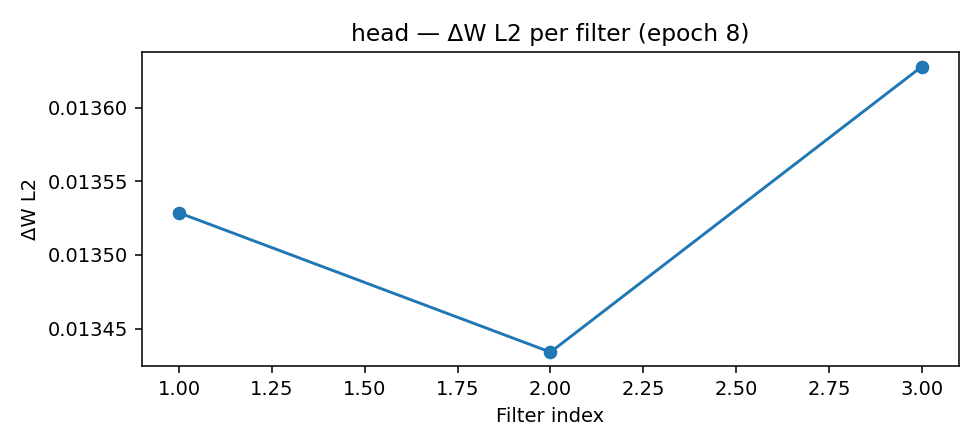 head — ΔW L2 per filter (epoch 8)
0.01360
0.01355
0.01350
0.01345
ΔW L2
1.00 1.25 1.50 1.75 2.00 2.25 2.50 2.75 3.00
Filter index